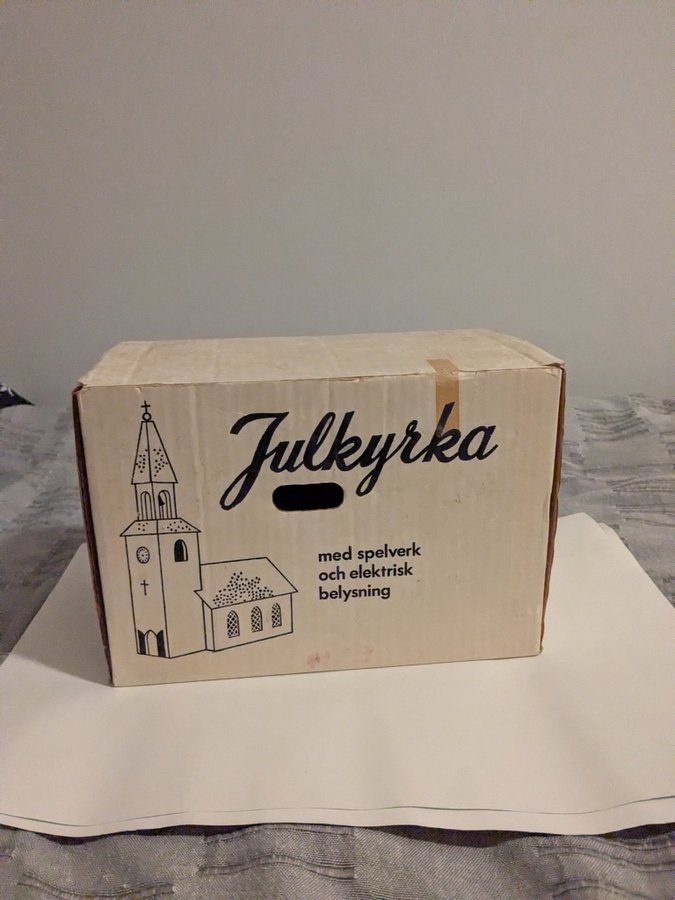 Julkyrka
med spelverk
och elektrisk
belysning